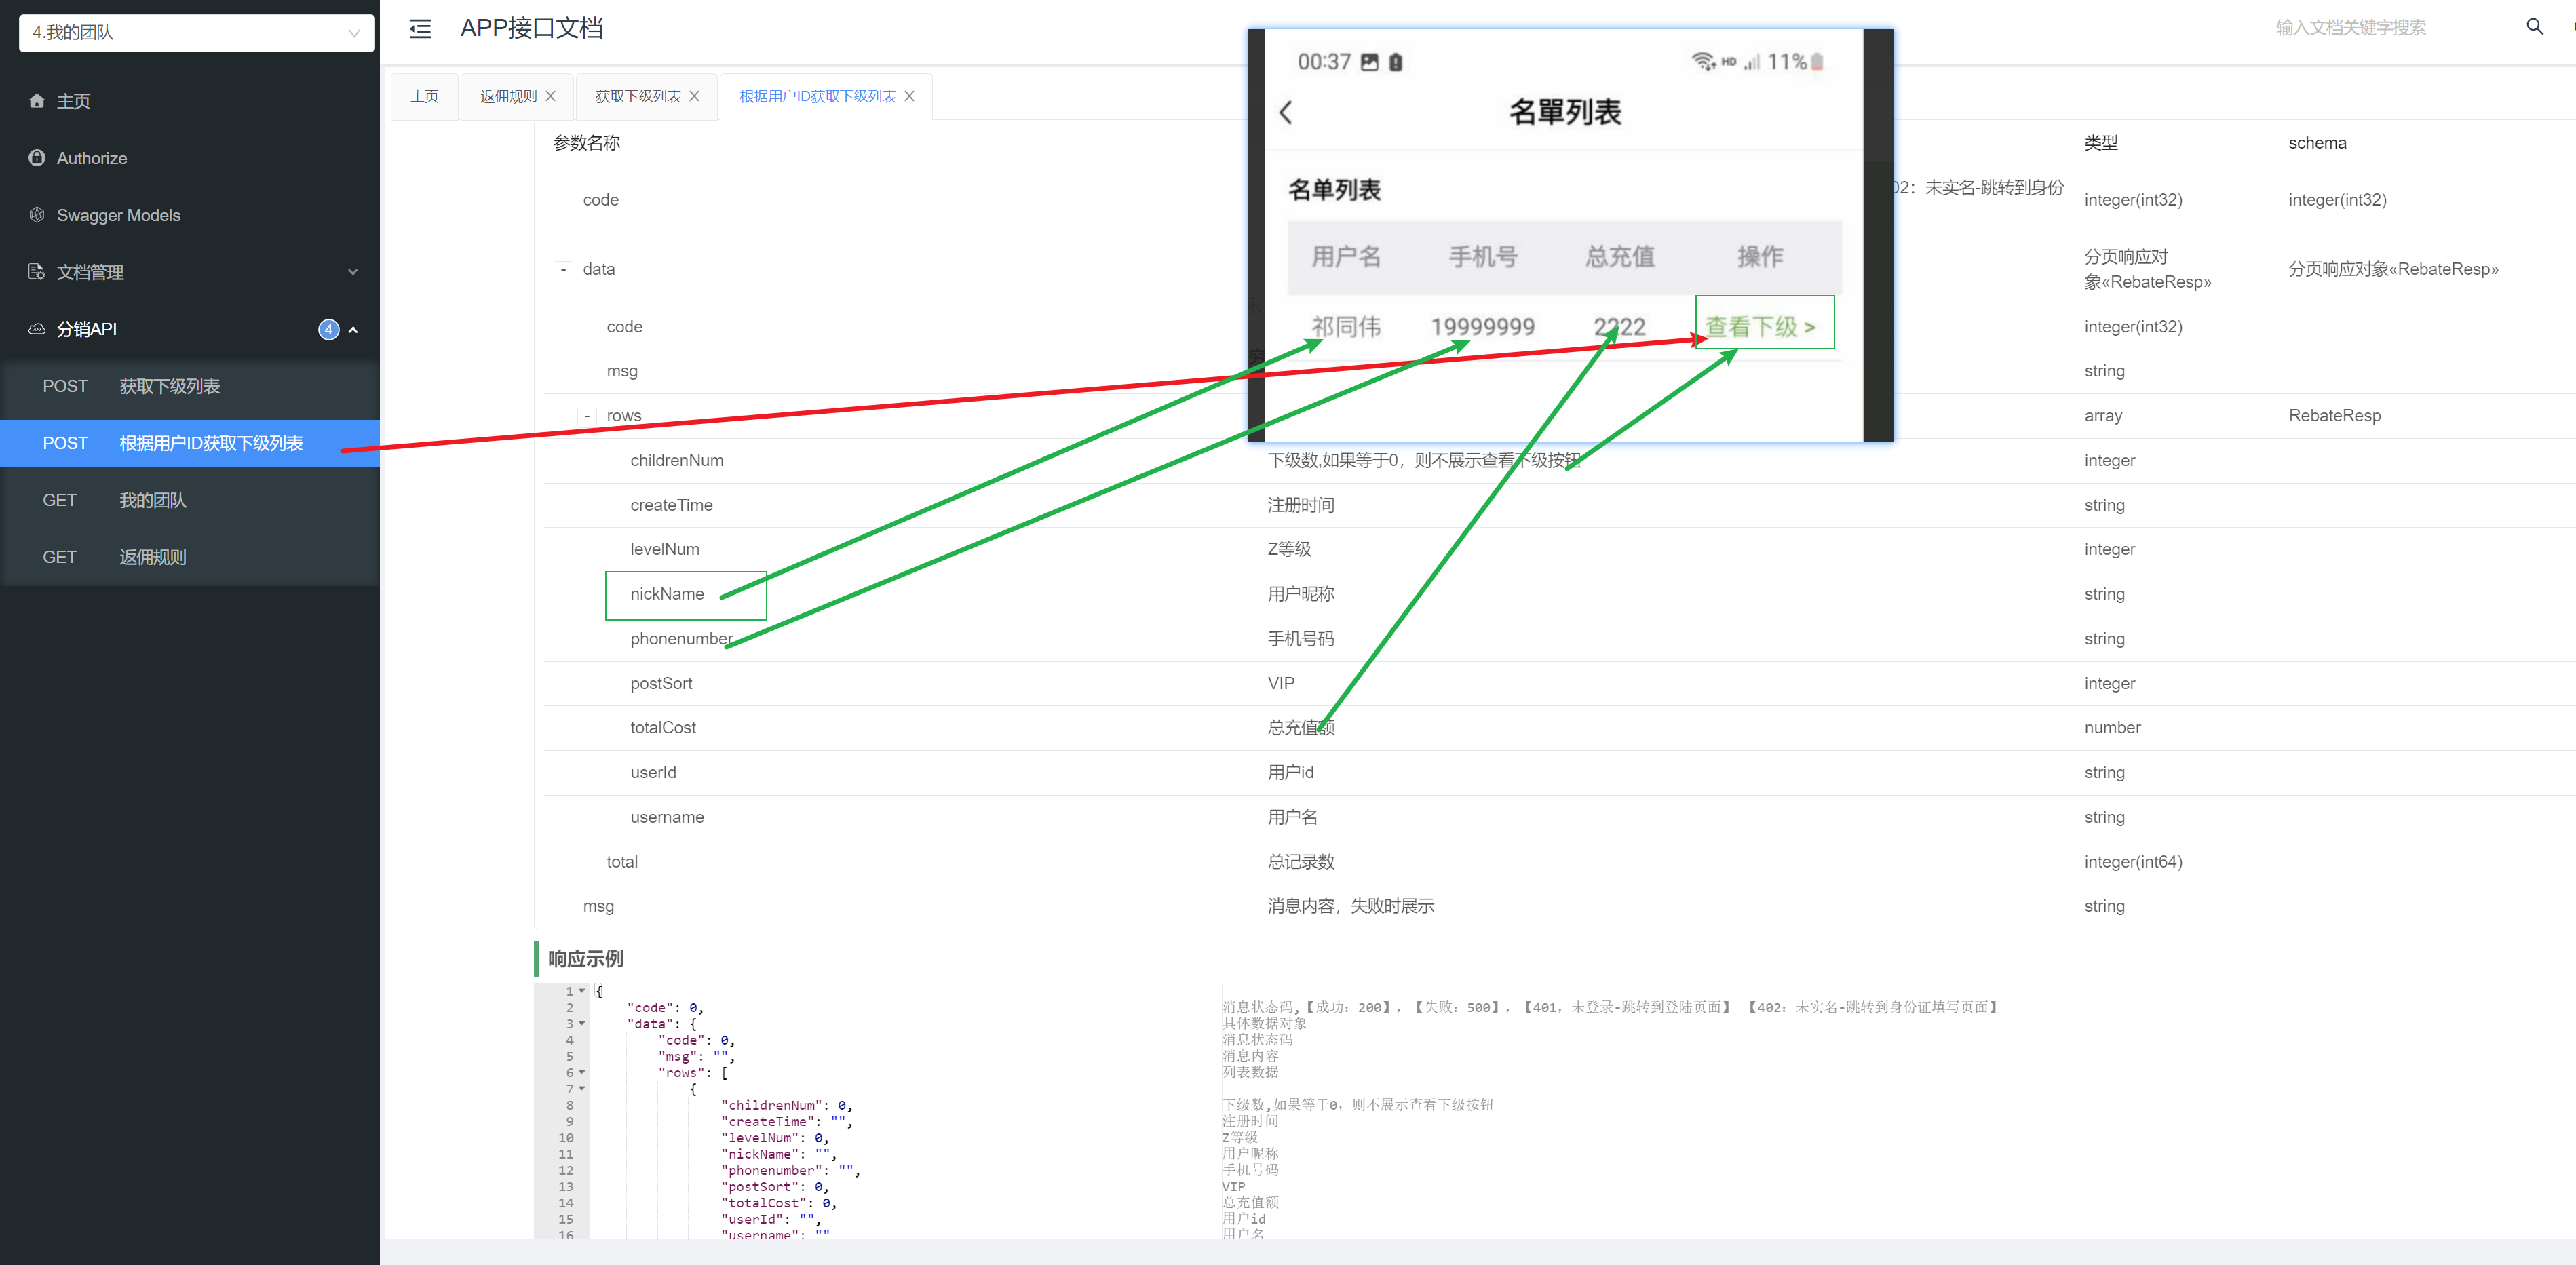 4.我的团队
主页
Authorize
Swagger Models
文档管理
分销API 4
POST 获取下级列表
POST 根据用户ID获取下级列表
GET 我的团队
GET 返佣规则
APP接口文档
输入文档关键字搜索
主页 返佣规则 获取下级列表 根据用户ID获取下级列表
参数名称 类型 schema
code 02：未实名-跳转到身份 integer(int32) integer(int32)
- data 分页响应对象«RebateResp» 分页响应对象«RebateResp»
code integer(int32)
msg string
- rows array RebateResp
childrenNum 下级数,如果等于0，则不展示查看下级按钮 integer
createTime 注册时间 string
levelNum Z等级 integer
nickName 用户昵称 string
phonenumber 手机号码 string
postSort VIP integer
totalCost 总充值额 number
userId 用户id string
username 用户名 string
total 总记录数 integer(int64)
msg 消息内容，失败时展示 string
00:37 HD 11%
名單列表
名单列表
用户名 手机号 总充值 操作
祁同伟 19999999 2222 查看下级 >
响应示例
1 {
2 "code": 0, 消息状态码,【成功：200】，【失败：500】，【401，未登录-跳转到登陆页面】 【402：未实名-跳转到身份证填写页面】
3 "data": { 具体数据对象
4 "code": 0, 消息状态码
5 "msg": "", 消息内容
6 "rows": [ 列表数据
7 {
8 "childrenNum": 0, 下级数,如果等于0，则不展示查看下级按钮
9 "createTime": "", 注册时间
10 "levelNum": 0, Z等级
11 "nickName": "", 用户昵称
12 "phonenumber": "", 手机号码
13 "postSort": 0, VIP
14 "totalCost": 0, 总充值额
15 "userId": "", 用户id
16 "username": "" 用户名